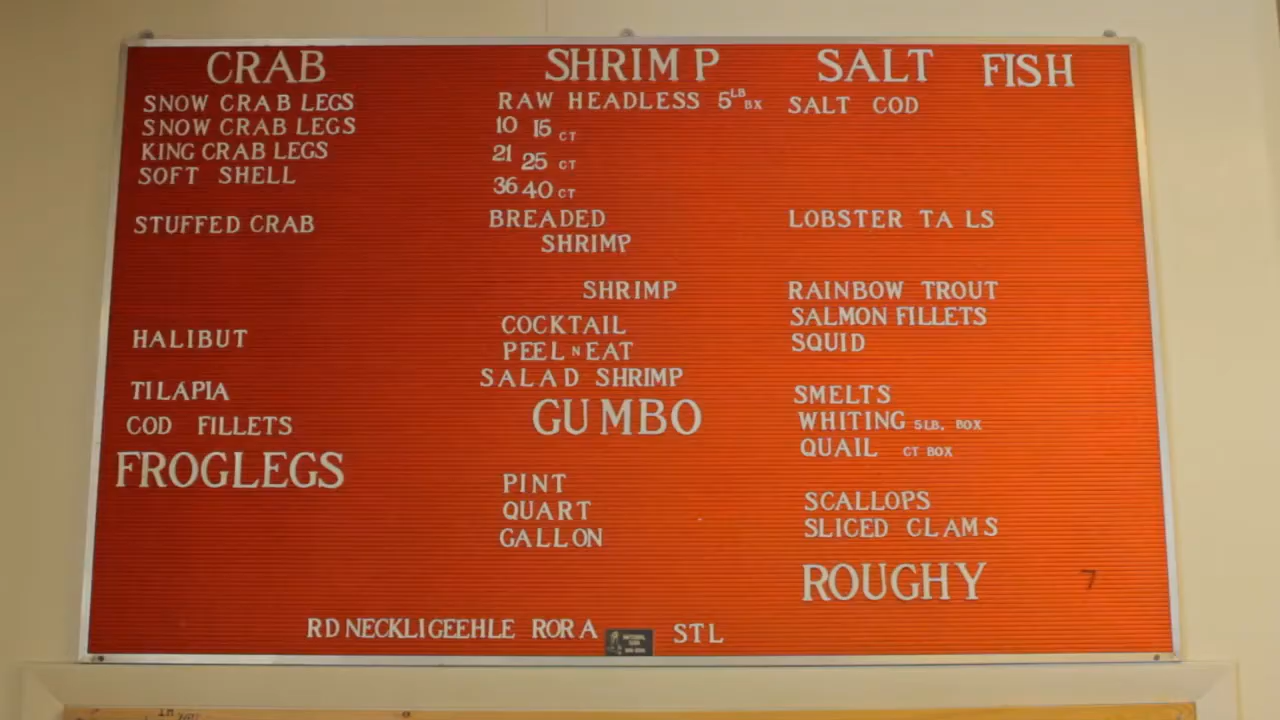 CRAB
SNOW CRAB LEGS
SNOW CRAB LEGS
KING CRAB LEGS
SOFT SHELL
STUFFED CRAB
HALIBUT
TILAPIA
COD FILLETS
FROGLEGS
SHRIMP
RAW HEADLESS 5 LB BX
10 15 CT
21 25 CT
36 40 CT
BREADED
SHRIMP
SHRIMP
COCKTAIL
PEEL N EAT
SALAD SHRIMP
GUMBO
PINT
QUART
GALLON
SALT FISH
SALT COD
LOBSTER TA LS
RAINBOW TROUT
SALMON FILLETS
SQUID
SMELTS
WHITING 5LB. BOX
QUAIL CT BOX
SCALLOPS
SLICED CLAMS
ROUGHY
7
RD NECKLIGEEHLE ROR A STL